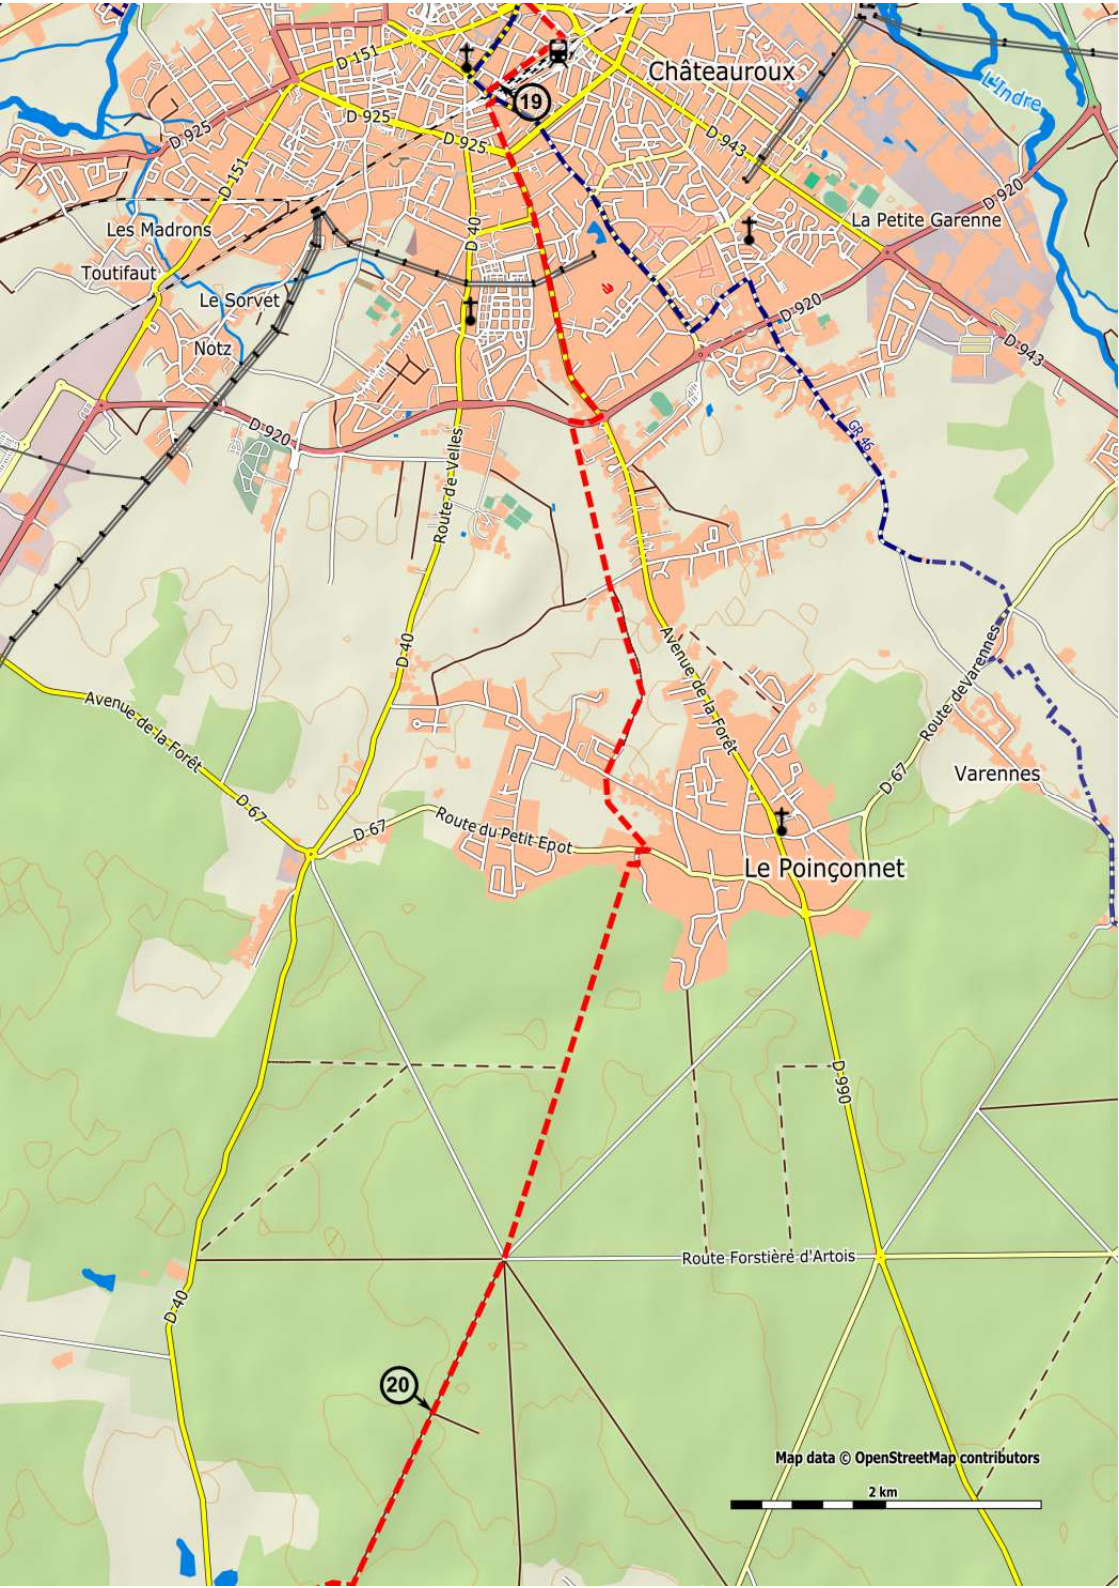 D 151
Châteauroux
L'Indre
19
D 925
D 925
D 925
D 943
D 151
D 920
La Petite Garenne
Les Madrons
D 40
Toutifaut
Le Sorvet
D 920
Notz
D 943
D 920
GR 46
Route de Velles
D 40
Avenue de la Forêt
Route deVarennes
Avenue de la Forêt
Varennes
D 67
D 67
D 67
Route du Petit Epot
Le Poinçonnet
D 990
Route Forstière d'Artois
D 40
20
Map data © OpenStreetMap contributors
2 km